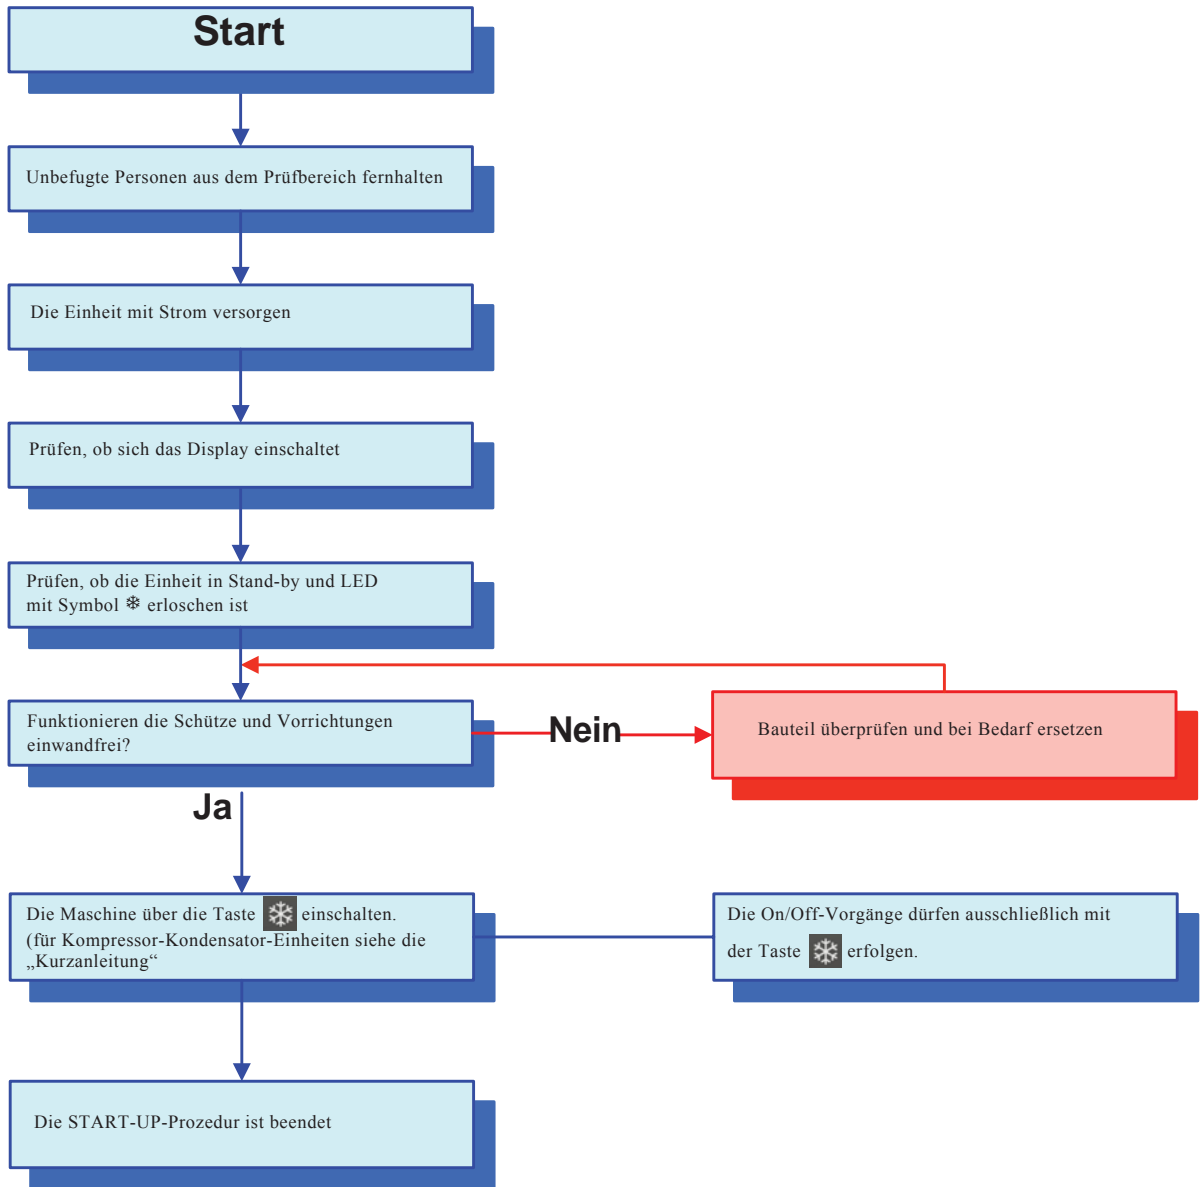 Start
Unbefugte Personen aus dem Prüfbereich fernhalten
Die Einheit mit Strom versorgen
Prüfen, ob sich das Display einschaltet
Prüfen, ob die Einheit in Stand-by und LED
mit Symbol ❄ erloschen ist
Funktionieren die Schütze und Vorrichtungen
einwandfrei?
Nein
Bauteil überprüfen und bei Bedarf ersetzen
Ja
Die Maschine über die Taste ❄ einschalten.
(für Kompressor-Kondensator-Einheiten siehe die
„Kurzanleitung“
Die On/Off-Vorgänge dürfen ausschließlich mit
der Taste ❄ erfolgen.
Die START-UP-Prozedur ist beendet